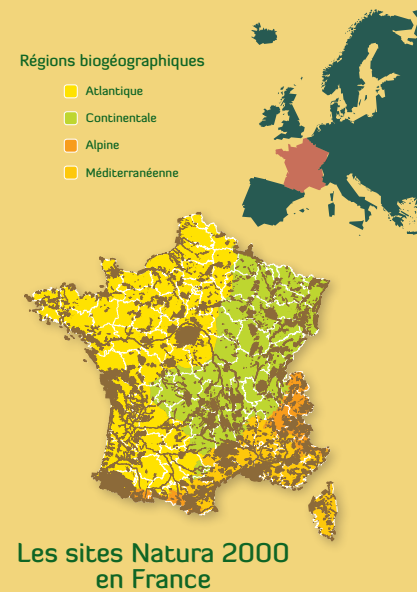 Régions biogéographiques
Atlantique
Continentale
Alpine
Méditerranéenne
Les sites Natura 2000
en France